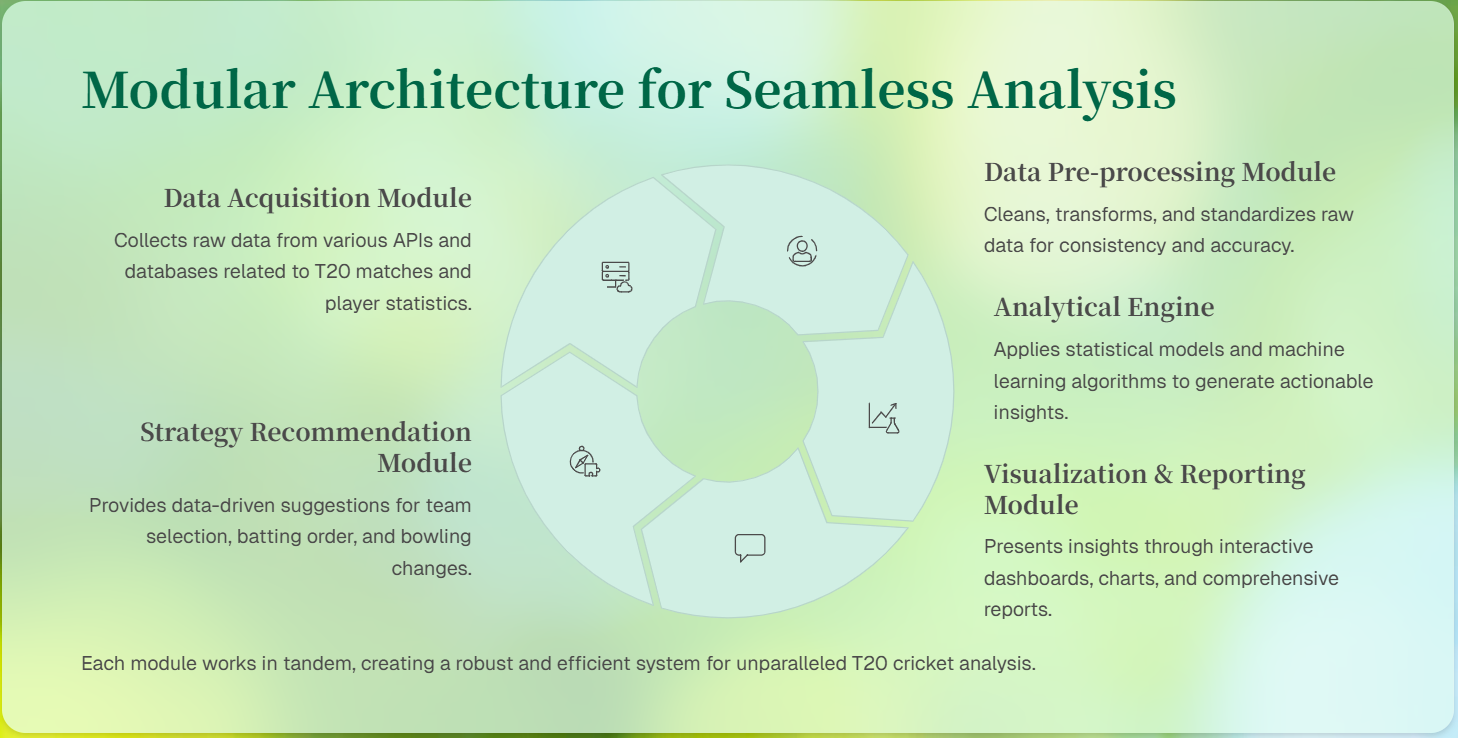 Modular Architecture for Seamless Analysis
Data Acquisition Module
Collects raw data from various APIs and
databases related to T20 matches and
player statistics.
Data Pre-processing Module
Cleans, transforms, and standardizes raw
data for consistency and accuracy.
Analytical Engine
Applies statistical models and machine
learning algorithms to generate actionable
insights.
Visualization & Reporting
Module
Presents insights through interactive
dashboards, charts, and comprehensive
reports.
Strategy Recommendation
Module
Provides data-driven suggestions for team
selection, batting order, and bowling
changes.
Each module works in tandem, creating a robust and efficient system for unparalleled T20 cricket analysis.